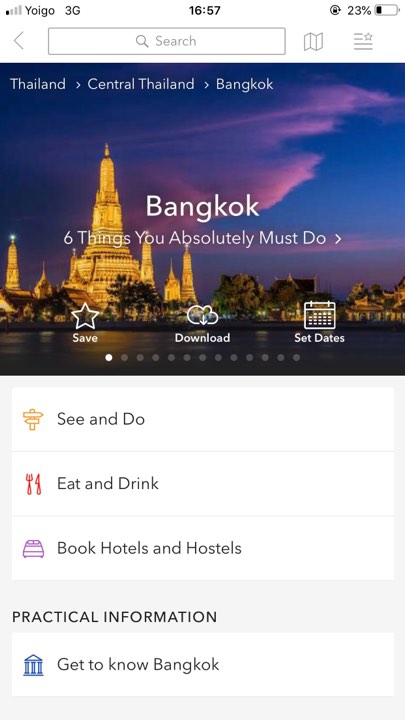 Yoigo 3G 16:57 23%
Search
Thailand > Central Thailand > Bangkok
Bangkok
6 Things You Absolutely Must Do >
Save Download Set Dates
See and Do
Eat and Drink
Book Hotels and Hostels
PRACTICAL INFORMATION
Get to know Bangkok